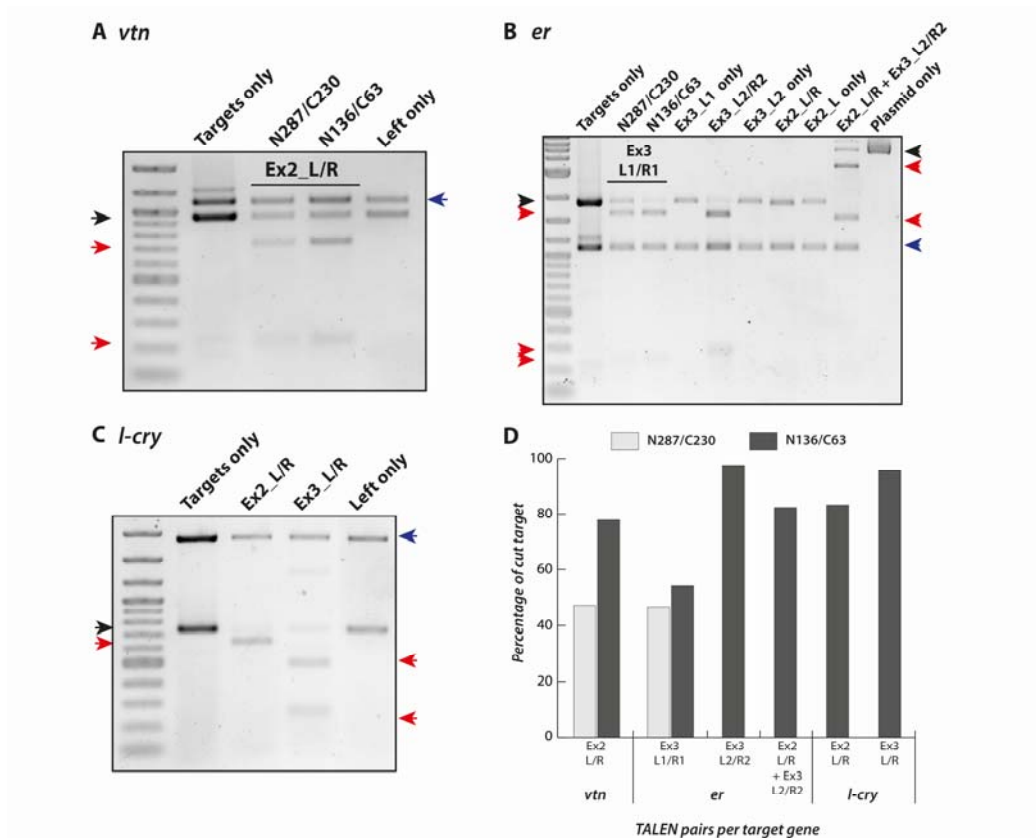 A vtn
Targets only
N287/C230
N136/C63
Left only
Ex2_L/R
B er
Targets only
N287/C230
N136/C63
Ex3_L1 only
Ex3_L2/R2
Ex3_L2 only
Ex2_L/R
Ex2_L only
Ex2_L/R + Ex3_L2/R2
Plasmid only
Ex3
L1/R1
C l-cry
Targets only
Ex2_L/R
Ex3_L/R
Left only
D
N287/C230
N136/C63
Percentage of cut target
100
80
60
40
20
0
Ex2
L/R
Ex3
L1/R1
Ex3
L2/R2
Ex2
L/R
+ Ex3
L2/R2
Ex2
L/R
Ex3
L/R
vtn
er
l-cry
TALEN pairs per target gene